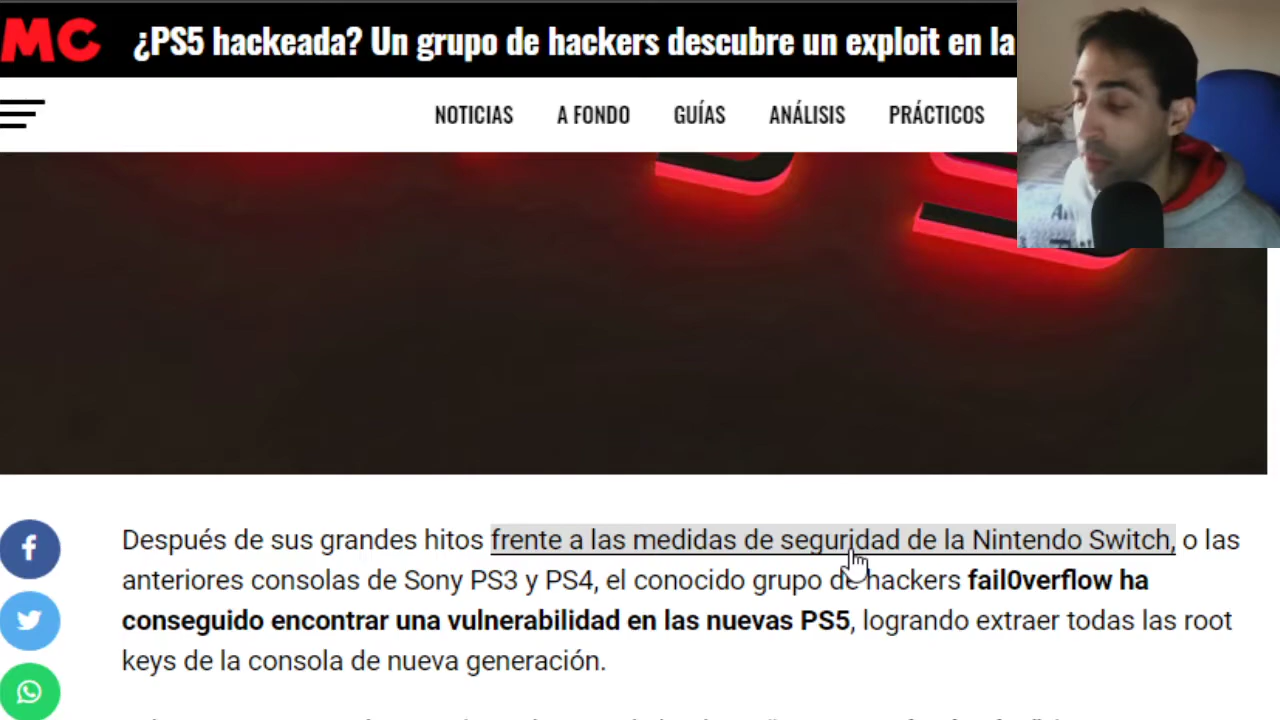 MC
¿PS5 hackeada? Un grupo de hackers descubre un exploit en la
NOTICIAS A FONDO GUÍAS ANÁLISIS PRÁCTICOS
Después de sus grandes hitos frente a las medidas de seguridad de la Nintendo Switch, o las
anteriores consolas de Sony PS3 y PS4, el conocido grupo de hackers fail0verflow ha
conseguido encontrar una vulnerabilidad en las nuevas PS5, logrando extraer todas las root
keys de la consola de nueva generación.